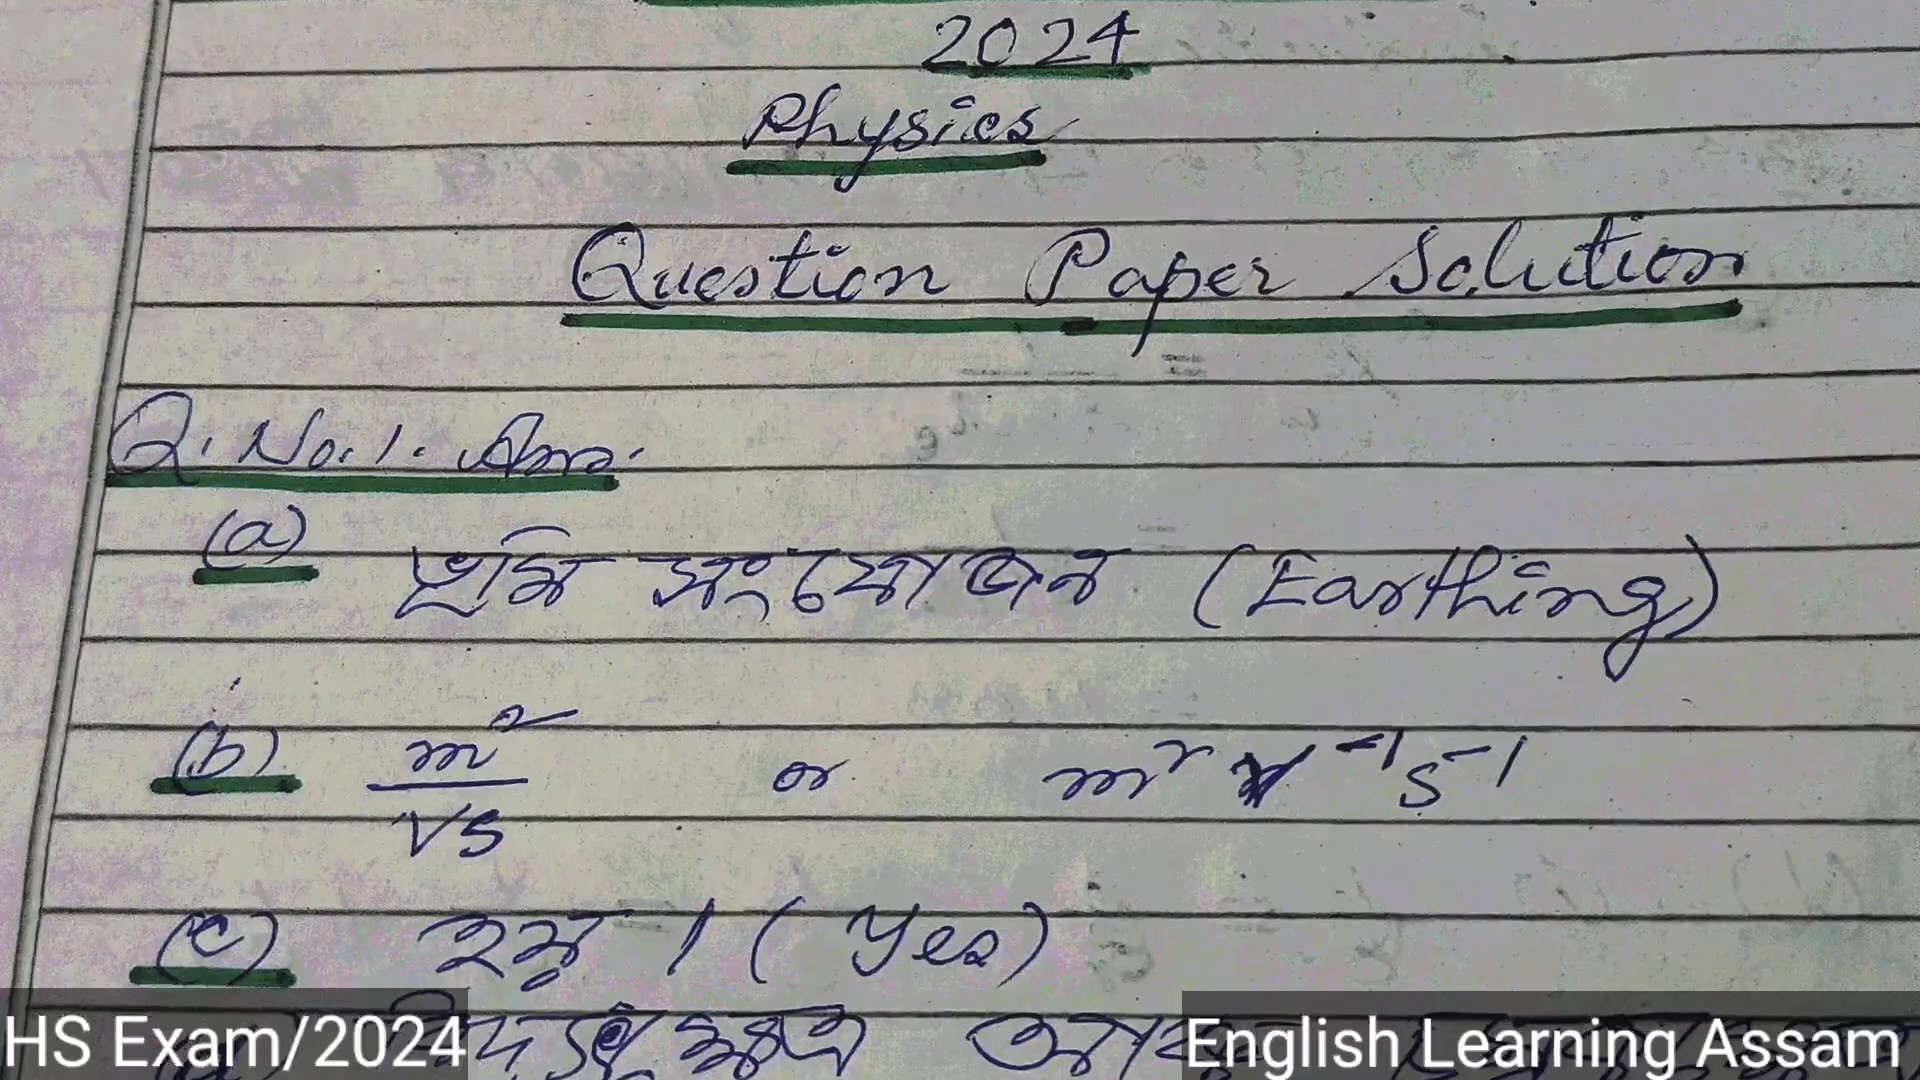 2024
Physics
Question Paper Solution
Q. No. 1. Ans.
(a) ভূমি সংযোজন (Earthing)
(b) m²/Vs or m² V⁻¹s⁻¹
(c) হয় । (Yes)
HS Exam/2024
English Learning Assam